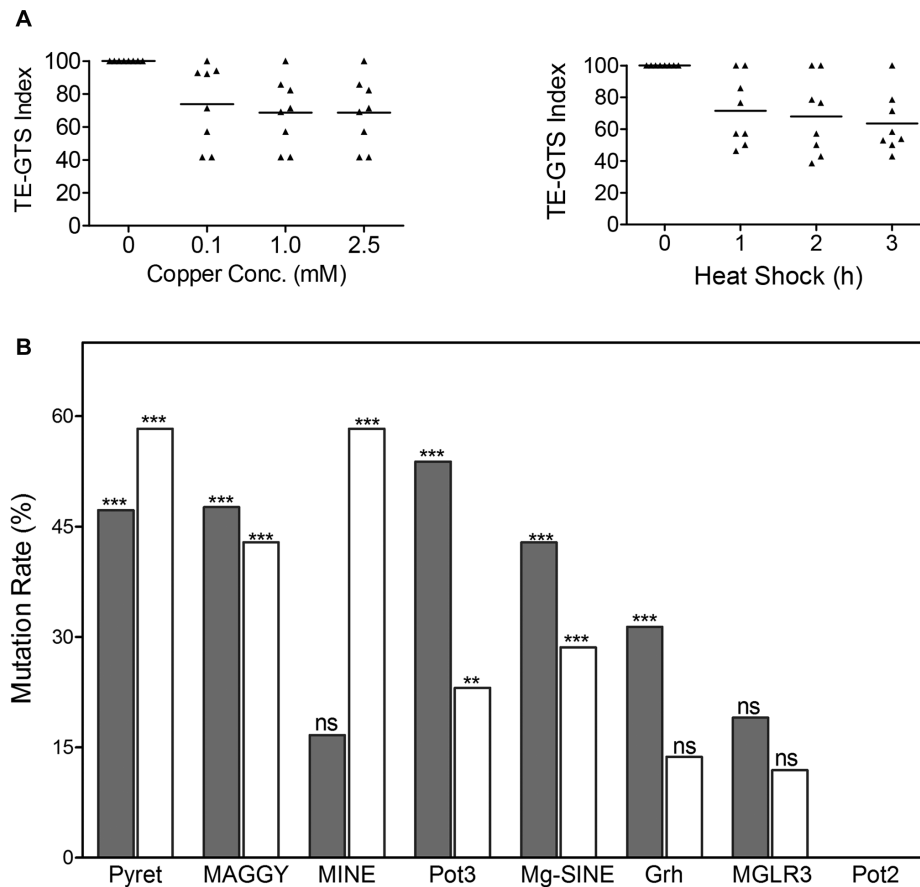 A
TE-GTS Index
100
80
60
40
20
0
0 0.1 1.0 2.5
Copper Conc. (mM)
TE-GTS Index
100
80
60
40
20
0
0 1 2 3
Heat Shock (h)
B
Mutation Rate (%)
60
45
30
15
0
*** ***
*** ***
ns ***
*** **
*** ***
*** ns
ns ns
Pyret MAGGY MINE Pot3 Mg-SINE Grh MGLR3 Pot2